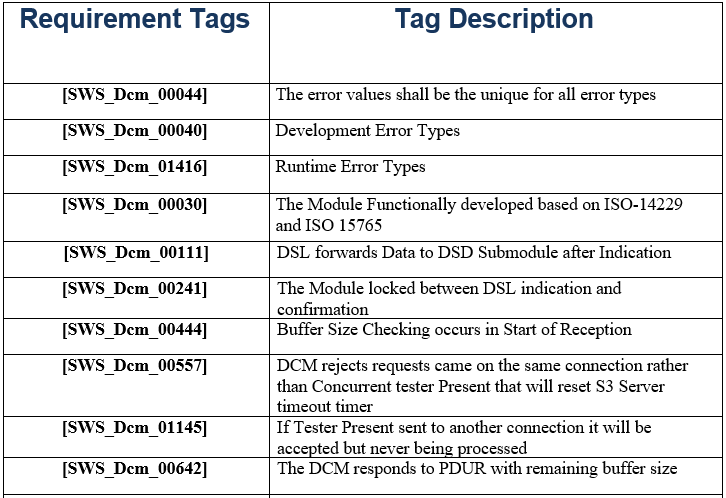 Requirement Tags Tag Description
[SWS_Dcm_00044] The error values shall be the unique for all error types
[SWS_Dcm_00040] Development Error Types
[SWS_Dcm_01416] Runtime Error Types
[SWS_Dcm_00030] The Module Functionally developed based on ISO-14229
and ISO 15765
[SWS_Dcm_00111] DSL forwards Data to DSD Submodule after Indication
[SWS_Dcm_00241] The Module locked between DSL indication and
confirmation
[SWS_Dcm_00444] Buffer Size Checking occurs in Start of Reception
[SWS_Dcm_00557] DCM rejects requests came on the same connection rather
than Concurrent tester Present that will reset S3 Server
timeout timer
[SWS_Dcm_01145] If Tester Present sent to another connection it will be
accepted but never being processed
[SWS_Dcm_00642] The DCM responds to PDUR with remaining buffer size